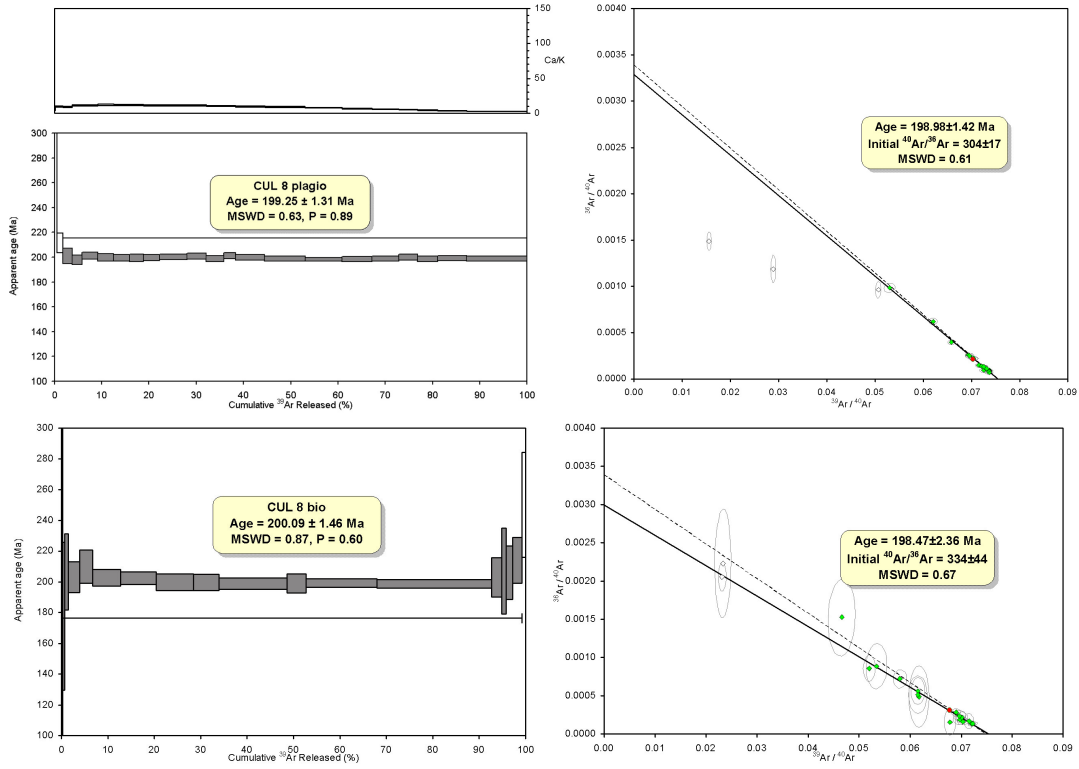 150
100
50
0
Ca/K
300
280
260
240
220
200
180
160
140
120
100
Apparent age (Ma)
CUL 8 plagio
Age = 199.25 ± 1.31 Ma
MSWD = 0.63, P = 0.89
0 10 20 30 40 50 60 70 80 90 100
Cumulative 39Ar Released (%)
0.0040
0.0035
0.0030
0.0025
0.0020
0.0015
0.0010
0.0005
0.0000
36Ar / 40Ar
Age = 198.98±1.42 Ma
Initial 40Ar/36Ar = 304±17
MSWD = 0.61
0.00 0.01 0.02 0.03 0.04 0.05 0.06 0.07 0.08 0.09
39Ar / 40Ar
300
280
260
240
220
200
180
160
140
120
100
Apparent age (Ma)
CUL 8 bio
Age = 200.09 ± 1.46 Ma
MSWD = 0.87, P = 0.60
0 10 20 30 40 50 60 70 80 90 100
Cumulative 39Ar Released (%)
0.0040
0.0035
0.0030
0.0025
0.0020
0.0015
0.0010
0.0005
0.0000
36Ar / 40Ar
Age = 198.47±2.36 Ma
Initial 40Ar/36Ar = 334±44
MSWD = 0.67
0.00 0.01 0.02 0.03 0.04 0.05 0.06 0.07 0.08 0.09
39Ar / 40Ar